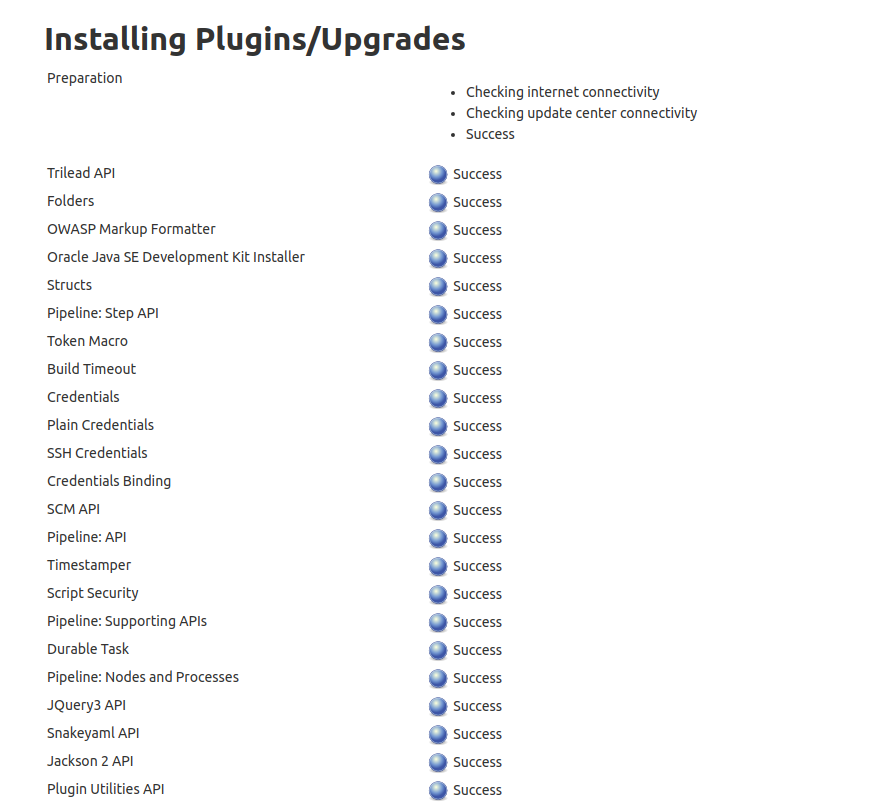 Installing Plugins/Upgrades
Preparation
• Checking internet connectivity
• Checking update center connectivity
• Success
Trilead API Success
Folders Success
OWASP Markup Formatter Success
Oracle Java SE Development Kit Installer Success
Structs Success
Pipeline: Step API Success
Token Macro Success
Build Timeout Success
Credentials Success
Plain Credentials Success
SSH Credentials Success
Credentials Binding Success
SCM API Success
Pipeline: API Success
Timestamper Success
Script Security Success
Pipeline: Supporting APIs Success
Durable Task Success
Pipeline: Nodes and Processes Success
JQuery3 API Success
Snakeyaml API Success
Jackson 2 API Success
Plugin Utilities API Success